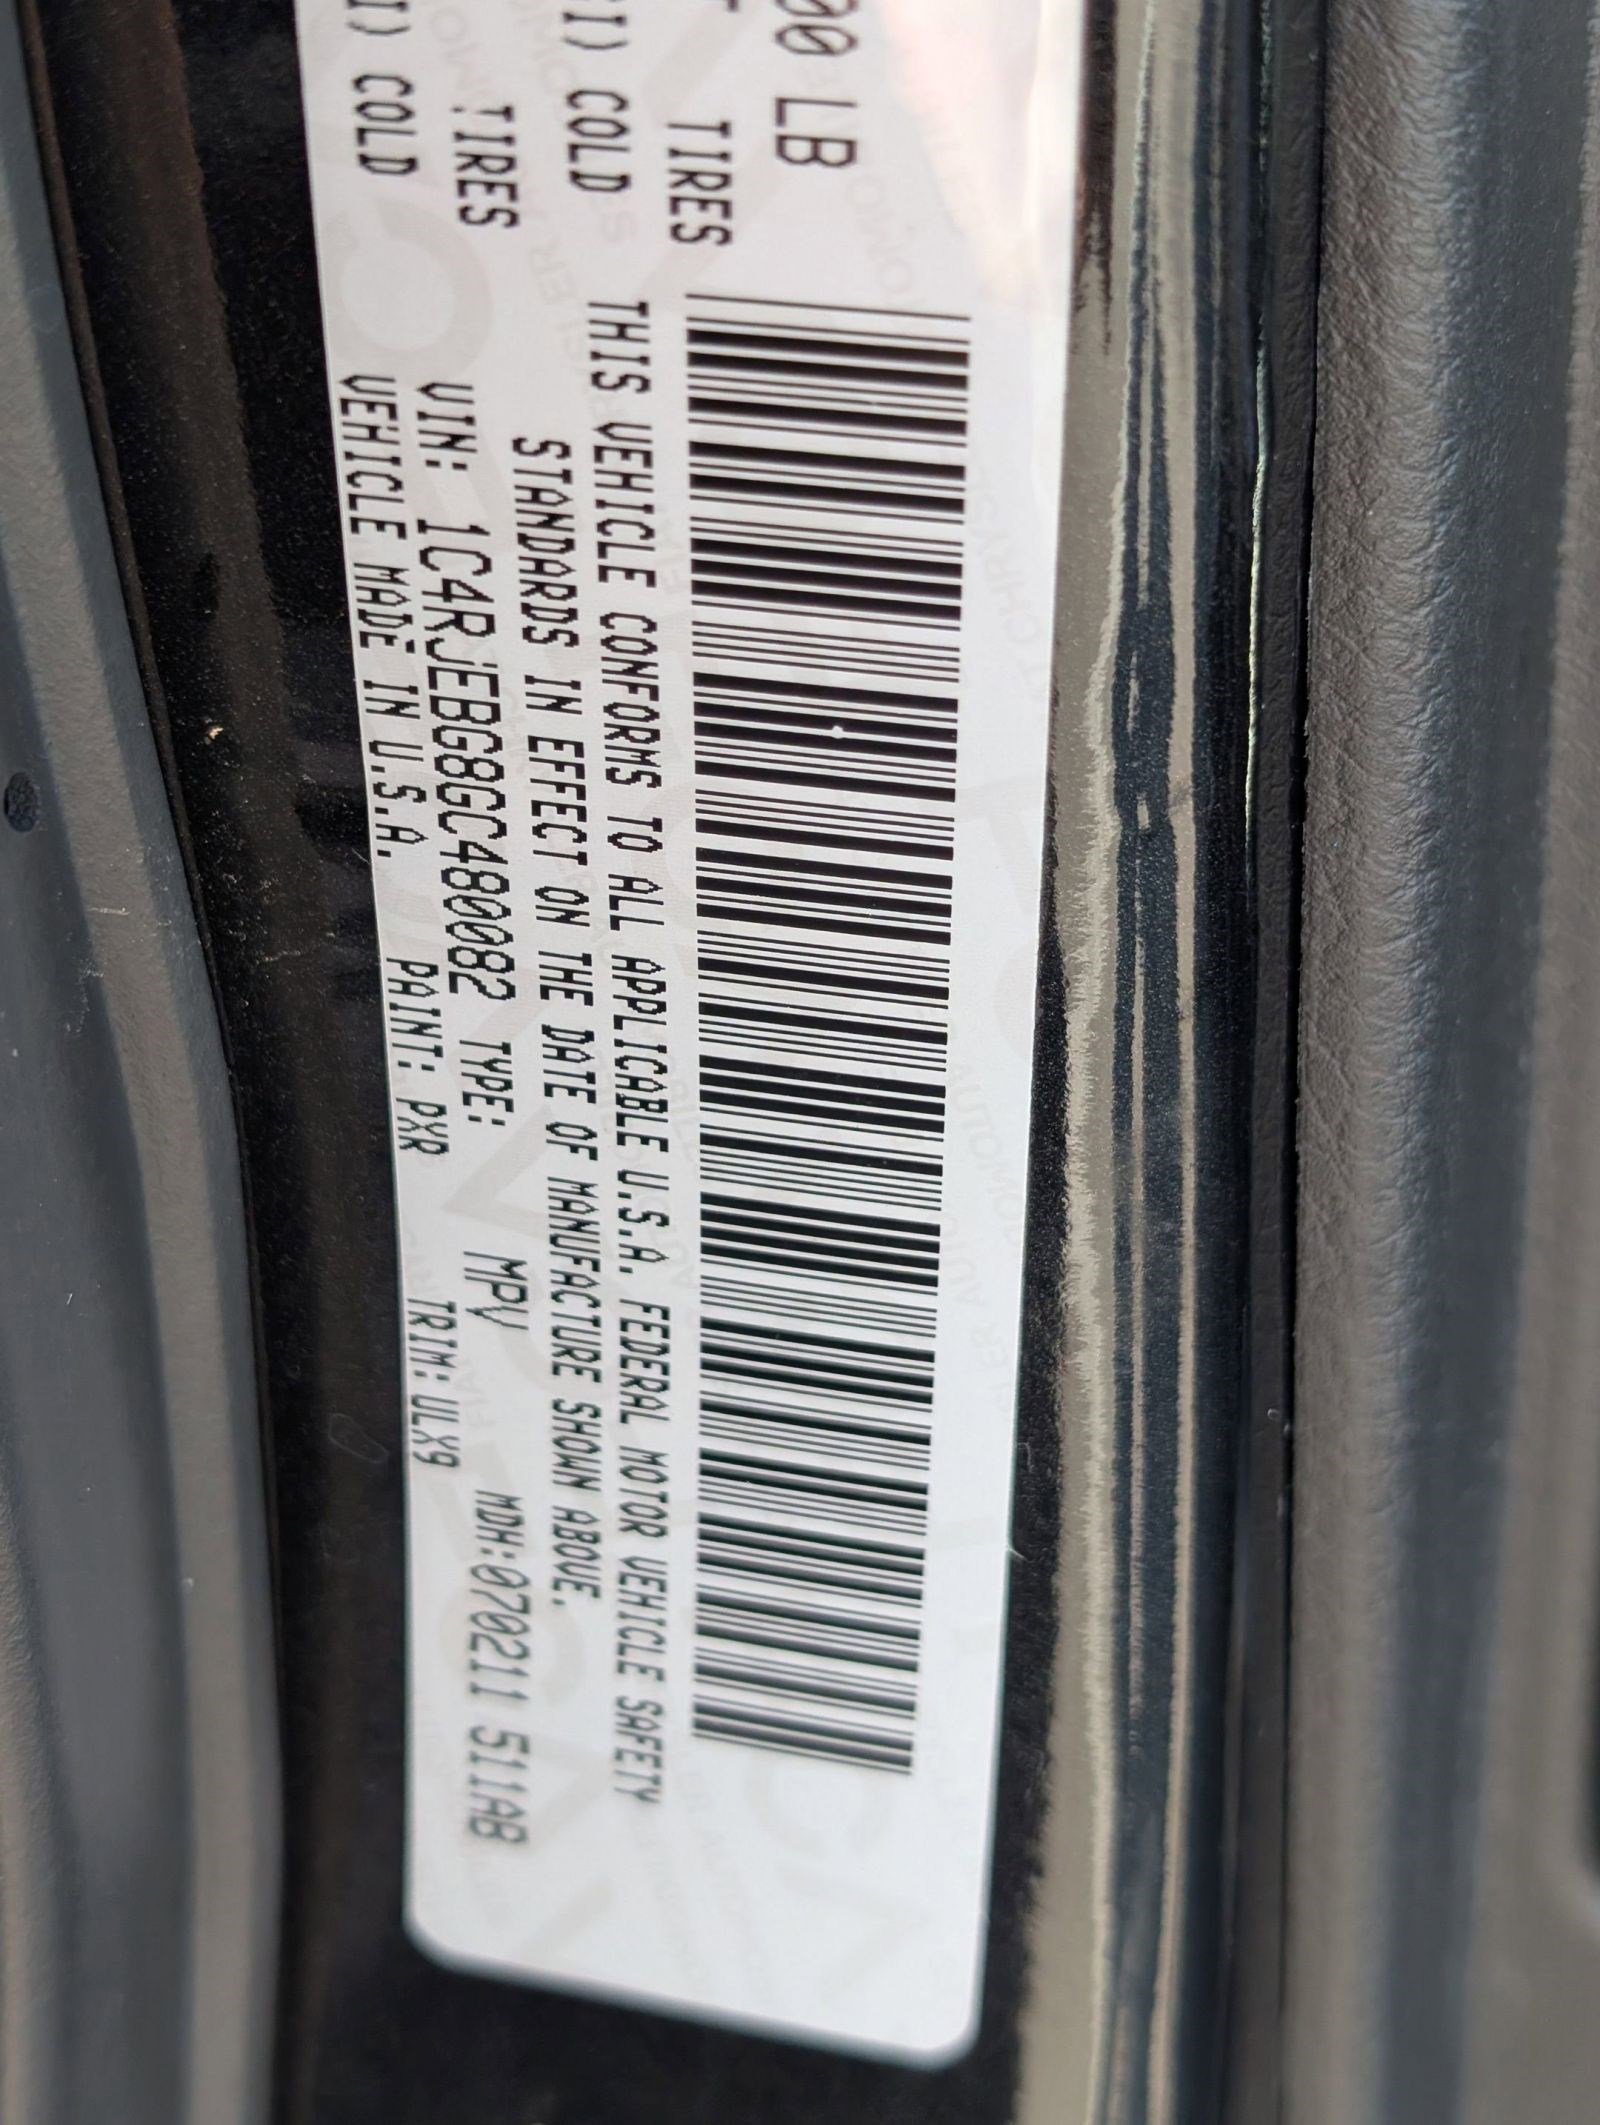 00 LB
TIRES
I) COLD
TIRES
I) COLD
THIS VEHICLE CONFORMS TO ALL APPLICABLE U.S.A. FEDERAL MOTOR VEHICLE SAFETY
STANDARDS IN EFFECT ON THE DATE OF MANUFACTURE SHOWN ABOVE.
VIN: 1C4RJEBG8GC480082 TYPE: MPV MDH:070211 511AB
VEHICLE MADE IN U.S.A. PAINT: PXR TRIM:ULX9